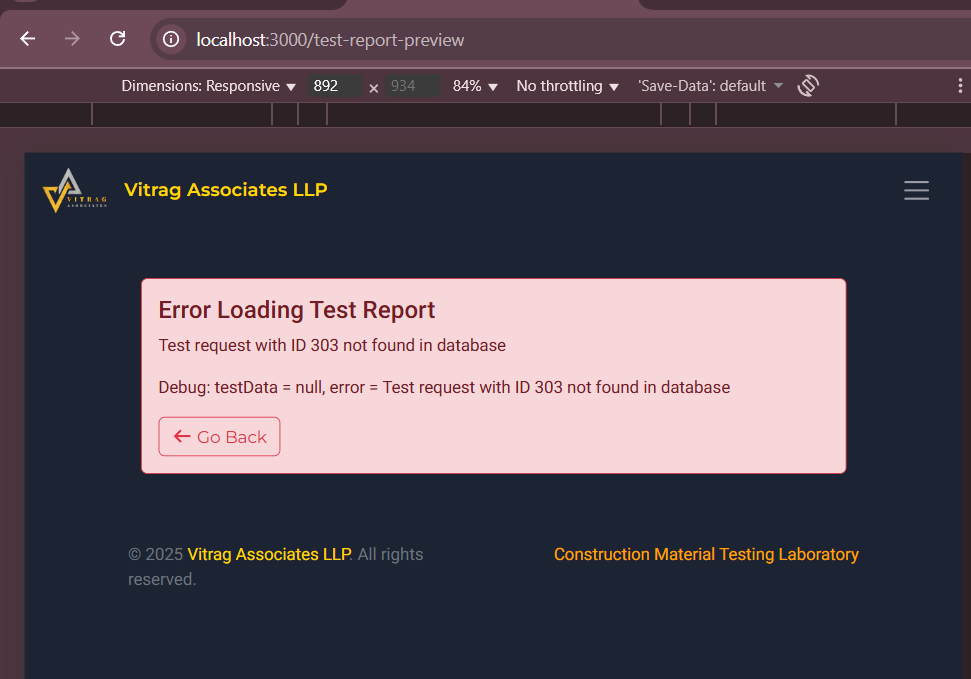 localhost:3000/test-report-preview
Dimensions: Responsive 892 × 934 84% No throttling 'Save-Data': default
VITRAG
ASSOCIATES
Vitrag Associates LLP
Error Loading Test Report
Test request with ID 303 not found in database
Debug: testData = null, error = Test request with ID 303 not found in database
Go Back
© 2025 Vitrag Associates LLP. All rights
reserved.
Construction Material Testing Laboratory